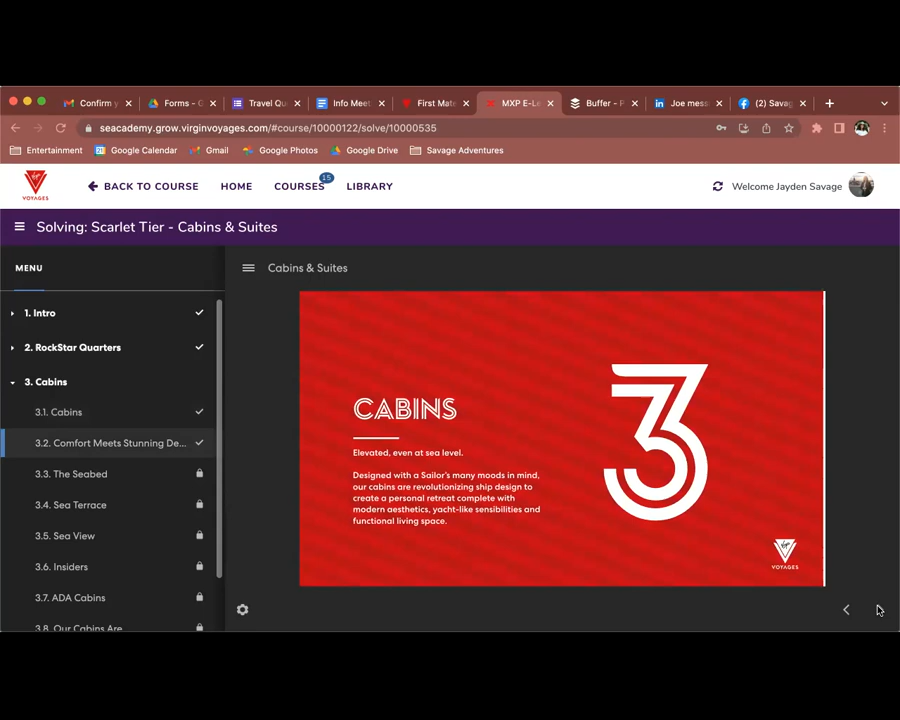 Confirm y
Forms - G
Travel Qu
Info Meet
First Mate
MXP E-Le
Buffer - P
Joe mess
(2) Savag
seacademy.grow.virginvoyages.com/#course/10000122/solve/10000535
Entertainment
Google Calendar
Gmail
Google Photos
Google Drive
Savage Adventures
VOYAGES
BACK TO COURSE
HOME
COURSES
15
LIBRARY
Welcome Jayden Savage
Solving: Scarlet Tier - Cabins & Suites
MENU
Cabins & Suites
1. Intro
2. RockStar Quarters
3. Cabins
3.1. Cabins
3.2. Comfort Meets Stunning De...
3.3. The Seabed
3.4. Sea Terrace
3.5. Sea View
3.6. Insiders
3.7. ADA Cabins
3.8. Our Cabins Are
CABINS
Elevated, even at sea level.
Designed with a Sailor's many moods in mind,
our cabins are revolutionizing ship design to
create a personal retreat complete with
modern aesthetics, yacht-like sensibilities and
functional living space.
3
VOYAGES